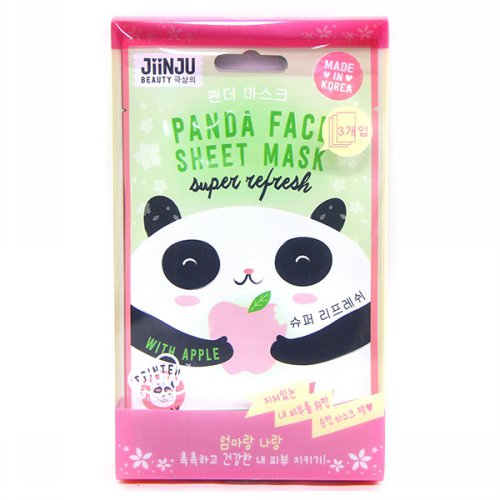 JiiNJU
BEAUTY 극상의
MADE
IN
KOREA
팬더 마스크
PANDA FACE
SHEET MASK
3개입
super refresh
슈퍼 리프레쉬
WITH APPLE
PRINTED
지쳐있는
내 피부를 위한
순한 마스크 팩
엄마랑 나랑
촉촉하고 건강한 내 피부 지키기!